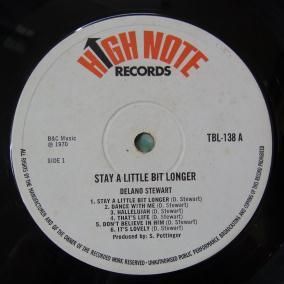 HIGH NOTE
RECORDS
B&C Music
℗ 1970
SIDE 1
TBL-138 A
STAY A LITTLE BIT LONGER
DELANO STEWART
1. STAY A LITTLE BIT LONGER (D. Stewart)
2. DANCE WITH ME (D. Stewart)
3. HALLELUJAH (D. Stewart)
4. THAT'S LIFE (D. Stewart)
5. DON'T BELIEVE IN HIM (D. Stewart)
6. IT'S LOVELY (D. Stewart)
Produced by: S. Pottinger
ALL RIGHTS OF THE MANUFACTURER AND OF THE OWNER OF THE RECORDED WORK RESERVED - UNAUTHORISED PUBLIC PERFORMANCE BROADCASTING AND COPYING OF THIS RECORD PROHIBITED